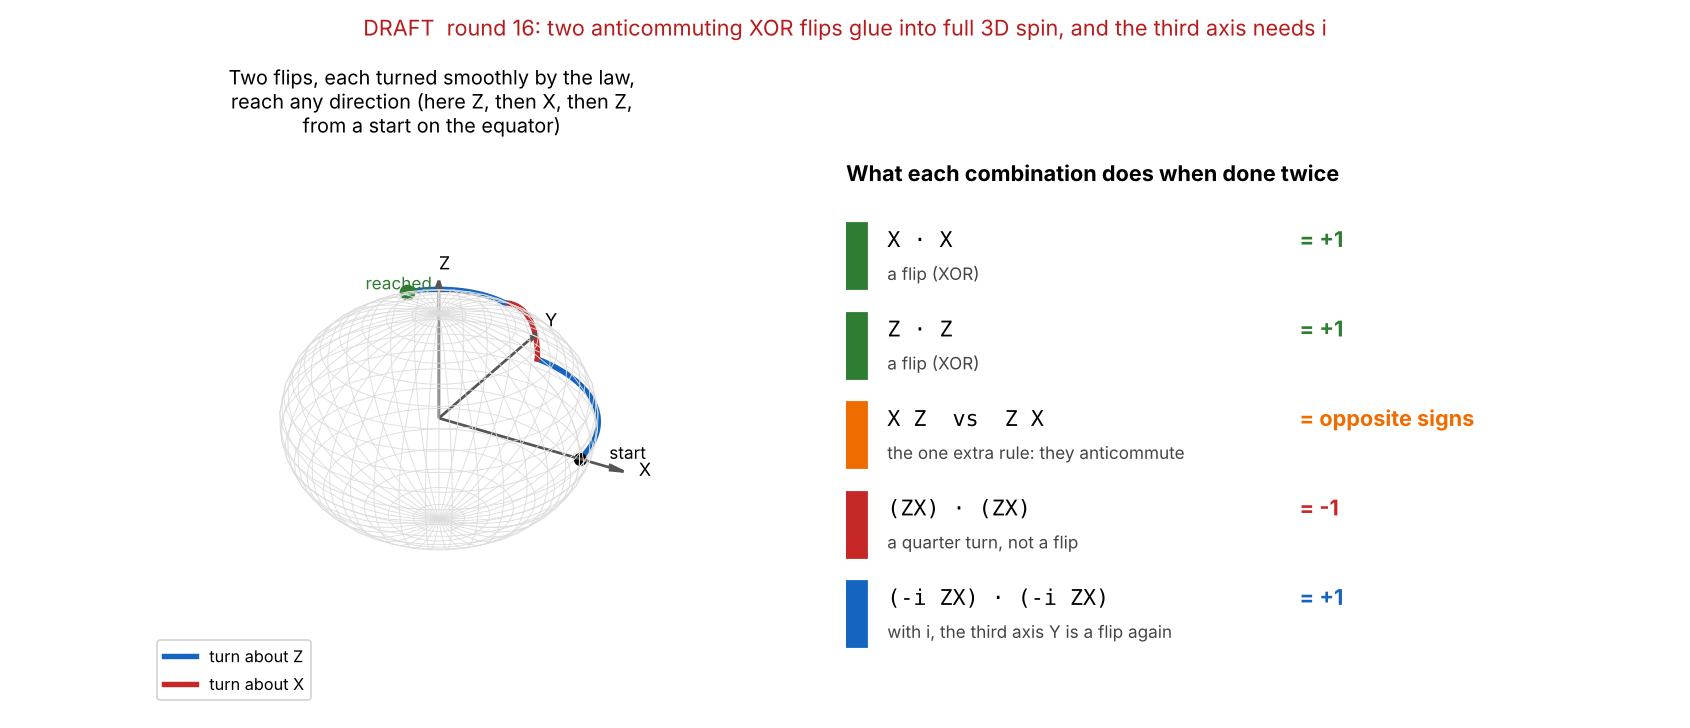 DRAFT  round 16: two anticommuting XOR flips glue into full 3D spin, and the third axis needs i
Two flips, each turned smoothly by the law,
reach any direction (here Z, then X, then Z,
from a start on the equator)
Z
reached
Y
start
X
turn about Z
turn about X
What each combination does when done twice
X · X = +1
a flip (XOR)
Z · Z = +1
a flip (XOR)
X Z  vs  Z X = opposite signs
the one extra rule: they anticommute
(ZX) · (ZX) = -1
a quarter turn, not a flip
(-i ZX) · (-i ZX) = +1
with i, the third axis Y is a flip again